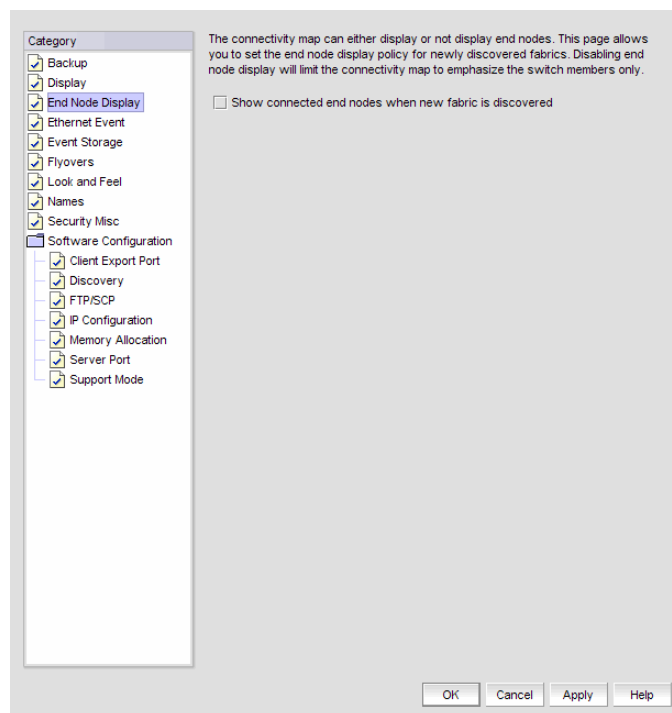 Category
Backup
Display
End Node Display
Ethernet Event
Event Storage
Flyovers
Look and Feel
Names
Security Misc
Software Configuration
Client Export Port
Discovery
FTP/SCP
IP Configuration
Memory Allocation
Server Port
Support Mode
The connectivity map can either display or not display end nodes. This page allows
you to set the end node display policy for newly discovered fabrics. Disabling end
node display will limit the connectivity map to emphasize the switch members only.
Show connected end nodes when new fabric is discovered
OK Cancel Apply Help